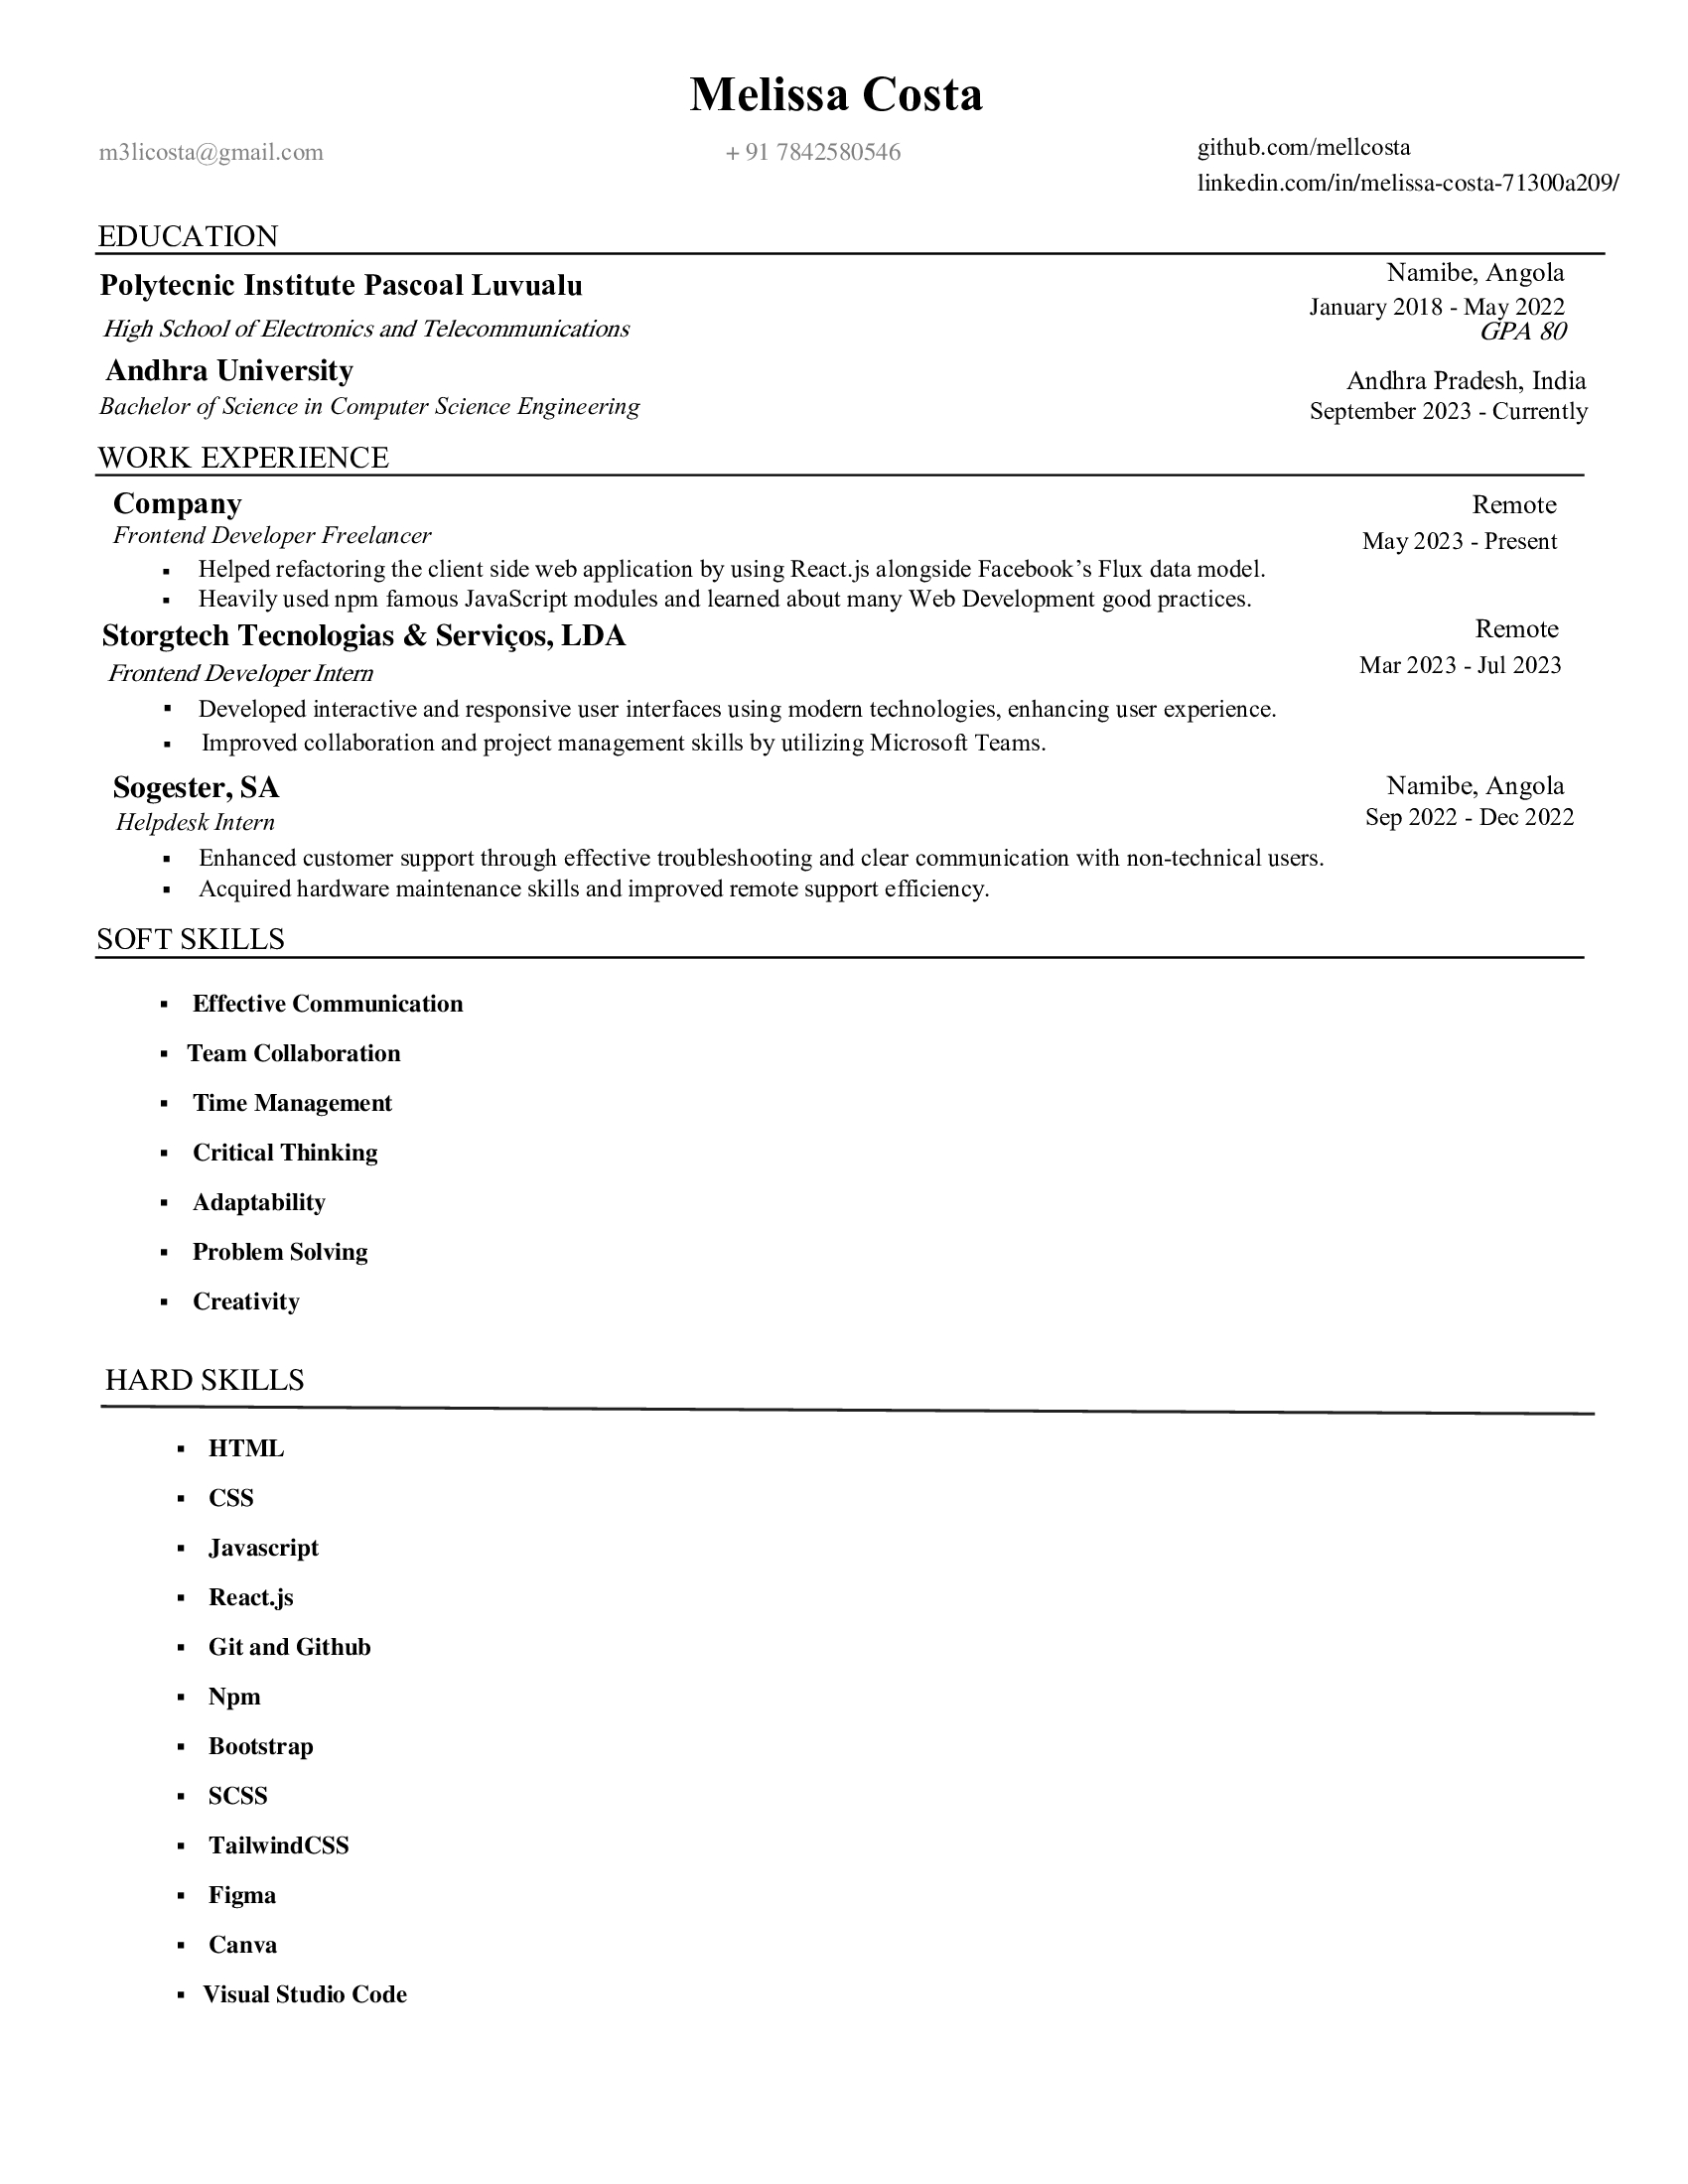 Melissa Costa
m3licosta@gmail.com + 91 7842580546 github.com/mellcosta
linkedin.com/in/melissa-costa-71300a209/
EDUCATION
Polytecnic Institute Pascoal Luvualu Namibe, Angola
January 2018 - May 2022
High School of Electronics and Telecommunications GPA 80
Andhra University Andhra Pradesh, India
Bachelor of Science in Computer Science Engineering September 2023 - Currently
WORK EXPERIENCE
Company Remote
Frontend Developer Freelancer May 2023 - Present
▪ Helped refactoring the client side web application by using React.js alongside Facebook’s Flux data model.
▪ Heavily used npm famous JavaScript modules and learned about many Web Development good practices.
Storgtech Tecnologias & Serviços, LDA Remote
Frontend Developer Intern Mar 2023 - Jul 2023
▪ Developed interactive and responsive user interfaces using modern technologies, enhancing user experience.
▪ Improved collaboration and project management skills by utilizing Microsoft Teams.
Sogester, SA Namibe, Angola
Helpdesk Intern Sep 2022 - Dec 2022
▪ Enhanced customer support through effective troubleshooting and clear communication with non-technical users.
▪ Acquired hardware maintenance skills and improved remote support efficiency.
SOFT SKILLS
▪ Effective Communication
▪ Team Collaboration
▪ Time Management
▪ Critical Thinking
▪ Adaptability
▪ Problem Solving
▪ Creativity
HARD SKILLS
▪ HTML
▪ CSS
▪ Javascript
▪ React.js
▪ Git and Github
▪ Npm
▪ Bootstrap
▪ SCSS
▪ TailwindCSS
▪ Figma
▪ Canva
▪ Visual Studio Code